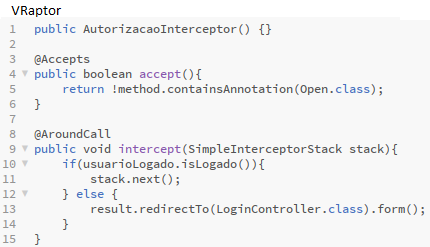 VRaptor
1 public AutorizacaoInterceptor() {}
2
3 @Accepts
4 public boolean accept(){
5 return !method.containsAnnotation(Open.class);
6 }
7
8 @AroundCall
9 public void intercept(SimpleInterceptorStack stack){
10 if(usuarioLogado.isLogado()){
11 stack.next();
12 } else {
13 result.redirectTo(LoginController.class).form();
14 }
15 }